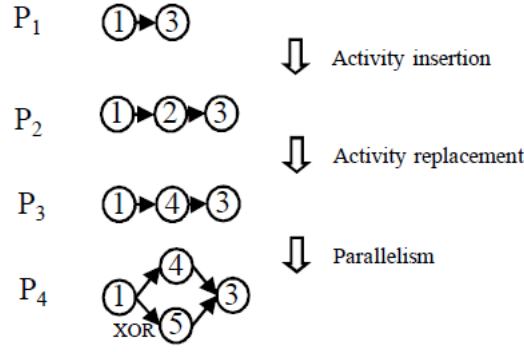 P1 1 3
Activity insertion
P2 1 2 3
Activity replacement
P3 1 4 3
Parallelism
4
P4 1 3
XOR 5